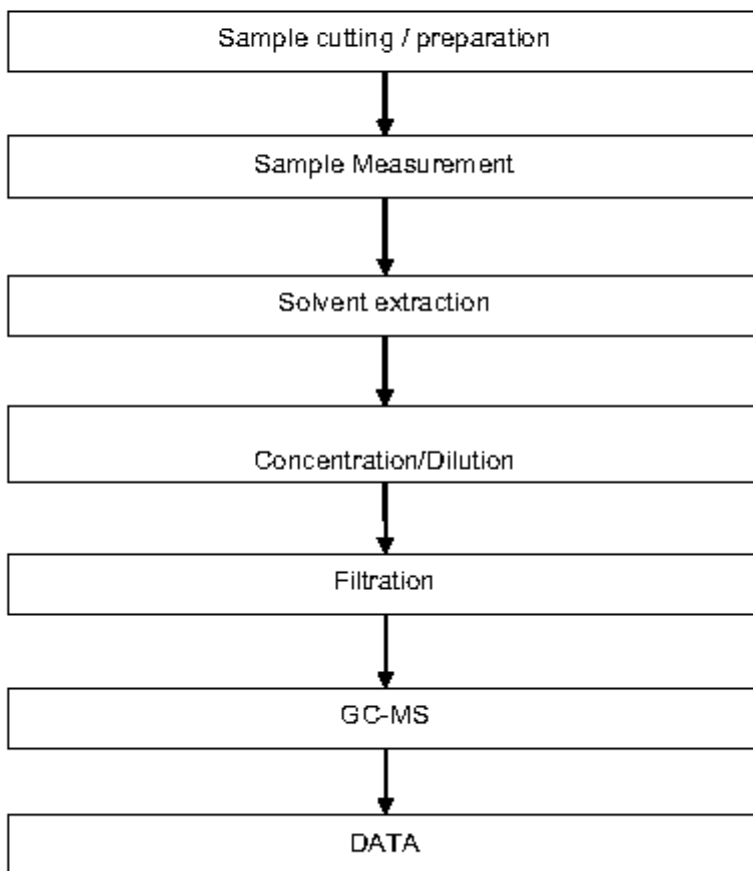 Sample cutting / preparation
Sample Measurement
Solvent extraction
Concentration/Dilution
Filtration
GC-MS
DATA